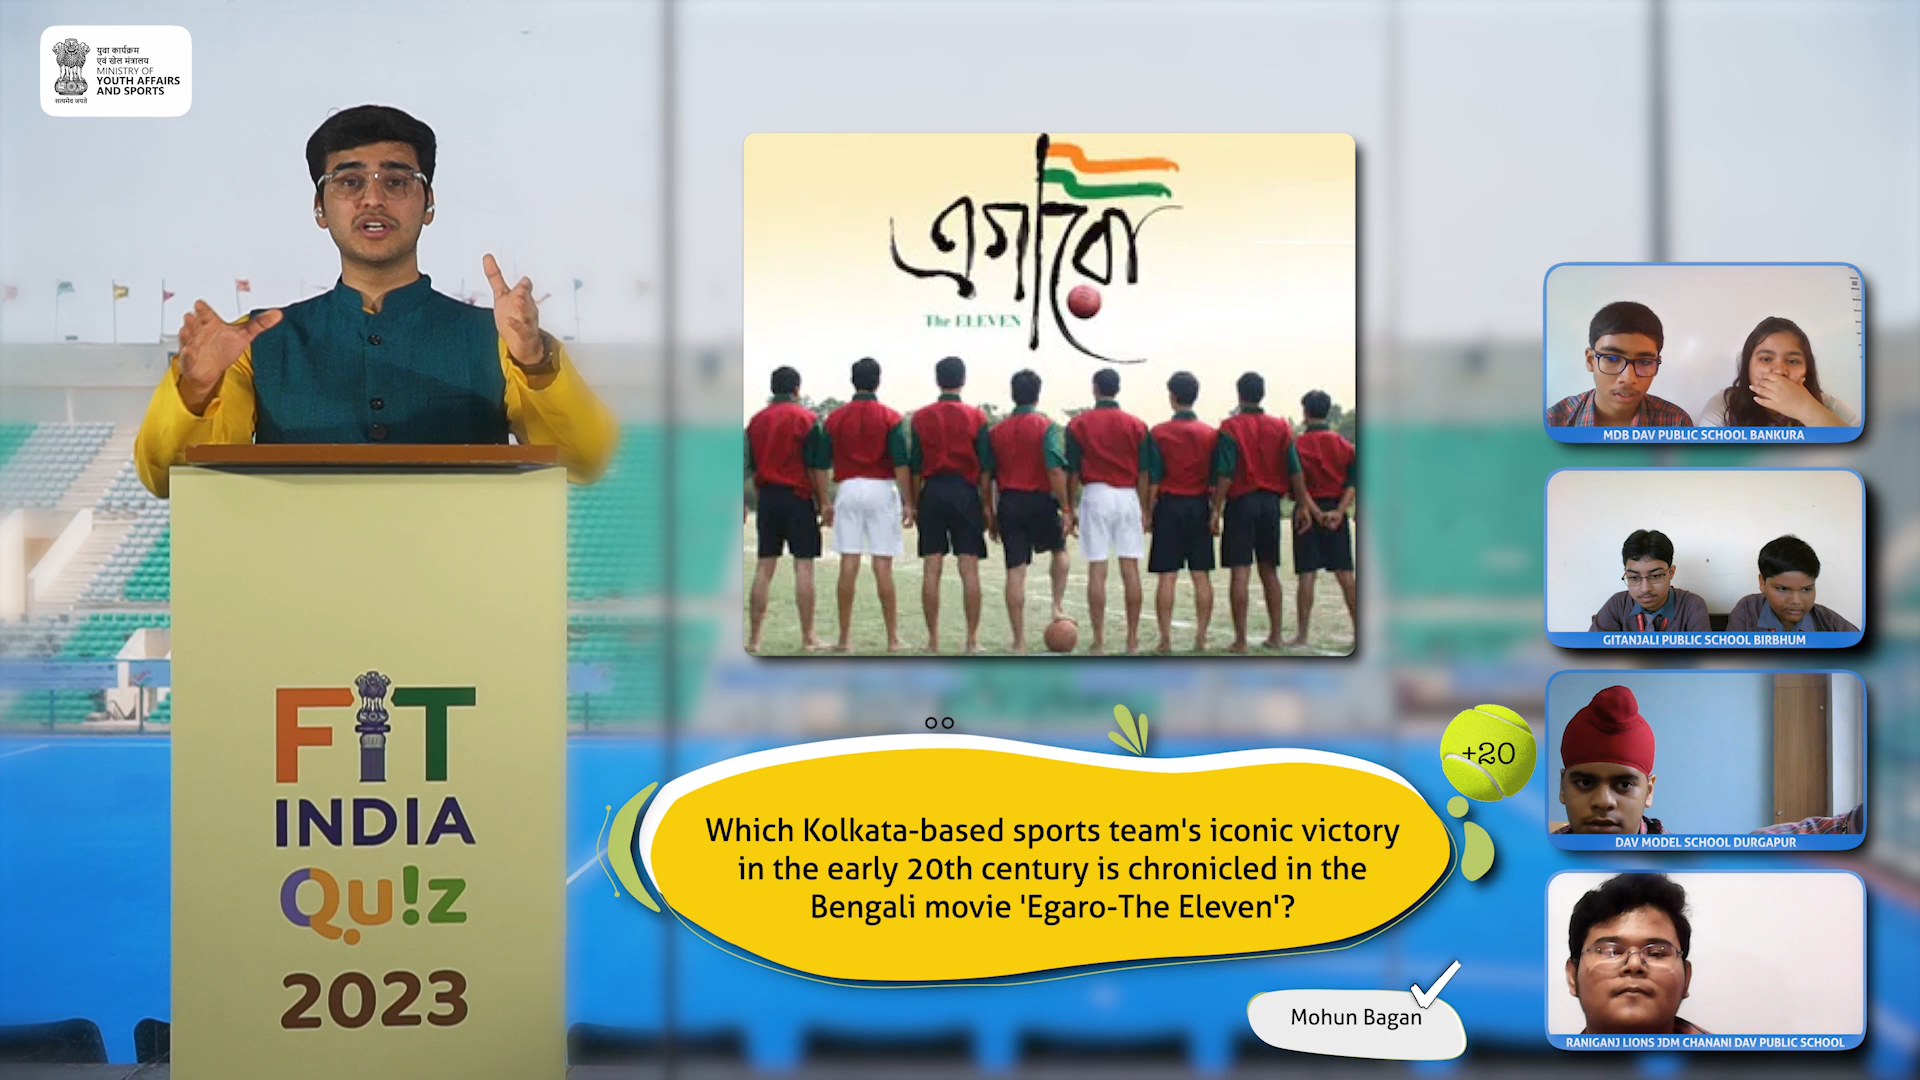 युवा कार्यक्रम
एवं खेल मंत्रालय
MINISTRY OF
YOUTH AFFAIRS
AND SPORTS
सत्यमेव जयते
এগারো
The ELEVEN
MDB DAV PUBLIC SCHOOL BANKURA
GITANJALI PUBLIC SCHOOL BIRBHUM
DAV MODEL SCHOOL DURGAPUR
RANIGANJ LIONS JDM CHANANI DAV PUBLIC SCHOOL
FIT
INDIA
Qu!z
2023
+20
Which Kolkata-based sports team's iconic victory
in the early 20th century is chronicled in the
Bengali movie 'Egaro-The Eleven'?
Mohun Bagan